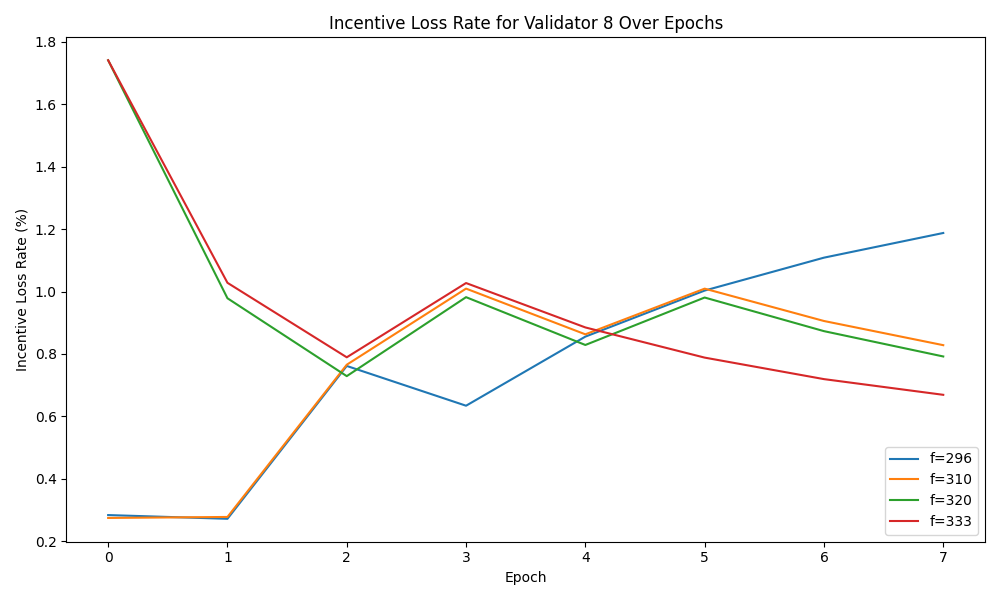 Incentive Loss Rate for Validator 8 Over Epochs
Incentive Loss Rate (%)
1.8
1.6
1.4
1.2
1.0
0.8
0.6
0.4
0.2
0 1 2 3 4 5 6 7
Epoch
f=296
f=310
f=320
f=333